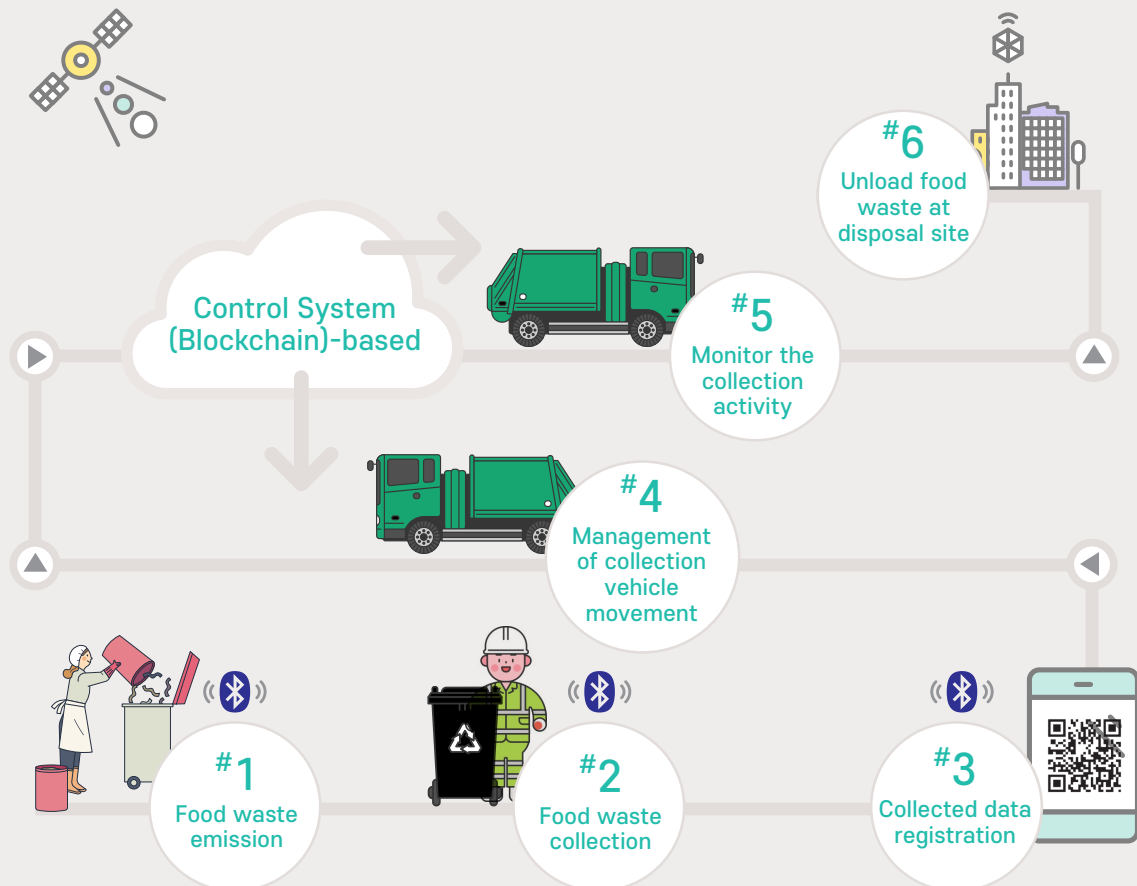 #6
Unload food
waste at
disposal site
Control System
(Blockchain)-based
#5
Monitor the
collection
activity
#4
Management
of collection
vehicle
movement
#1
Food waste
emission
#2
Food waste
collection
#3
Collected data
registration